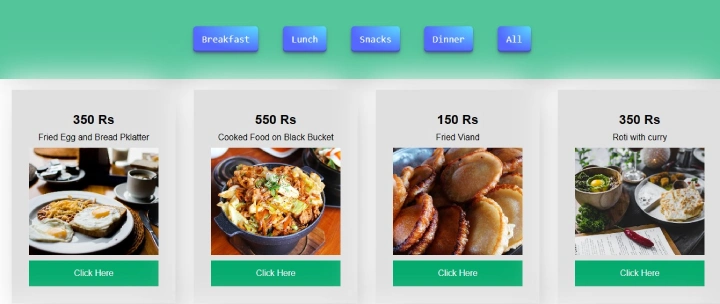 Breakfast Lunch Snacks Dinner All
350 Rs
Fried Egg and Bread Pklatter
Click Here
550 Rs
Cooked Food on Black Bucket
Click Here
150 Rs
Fried Viand
Click Here
350 Rs
Roti with curry
Click Here